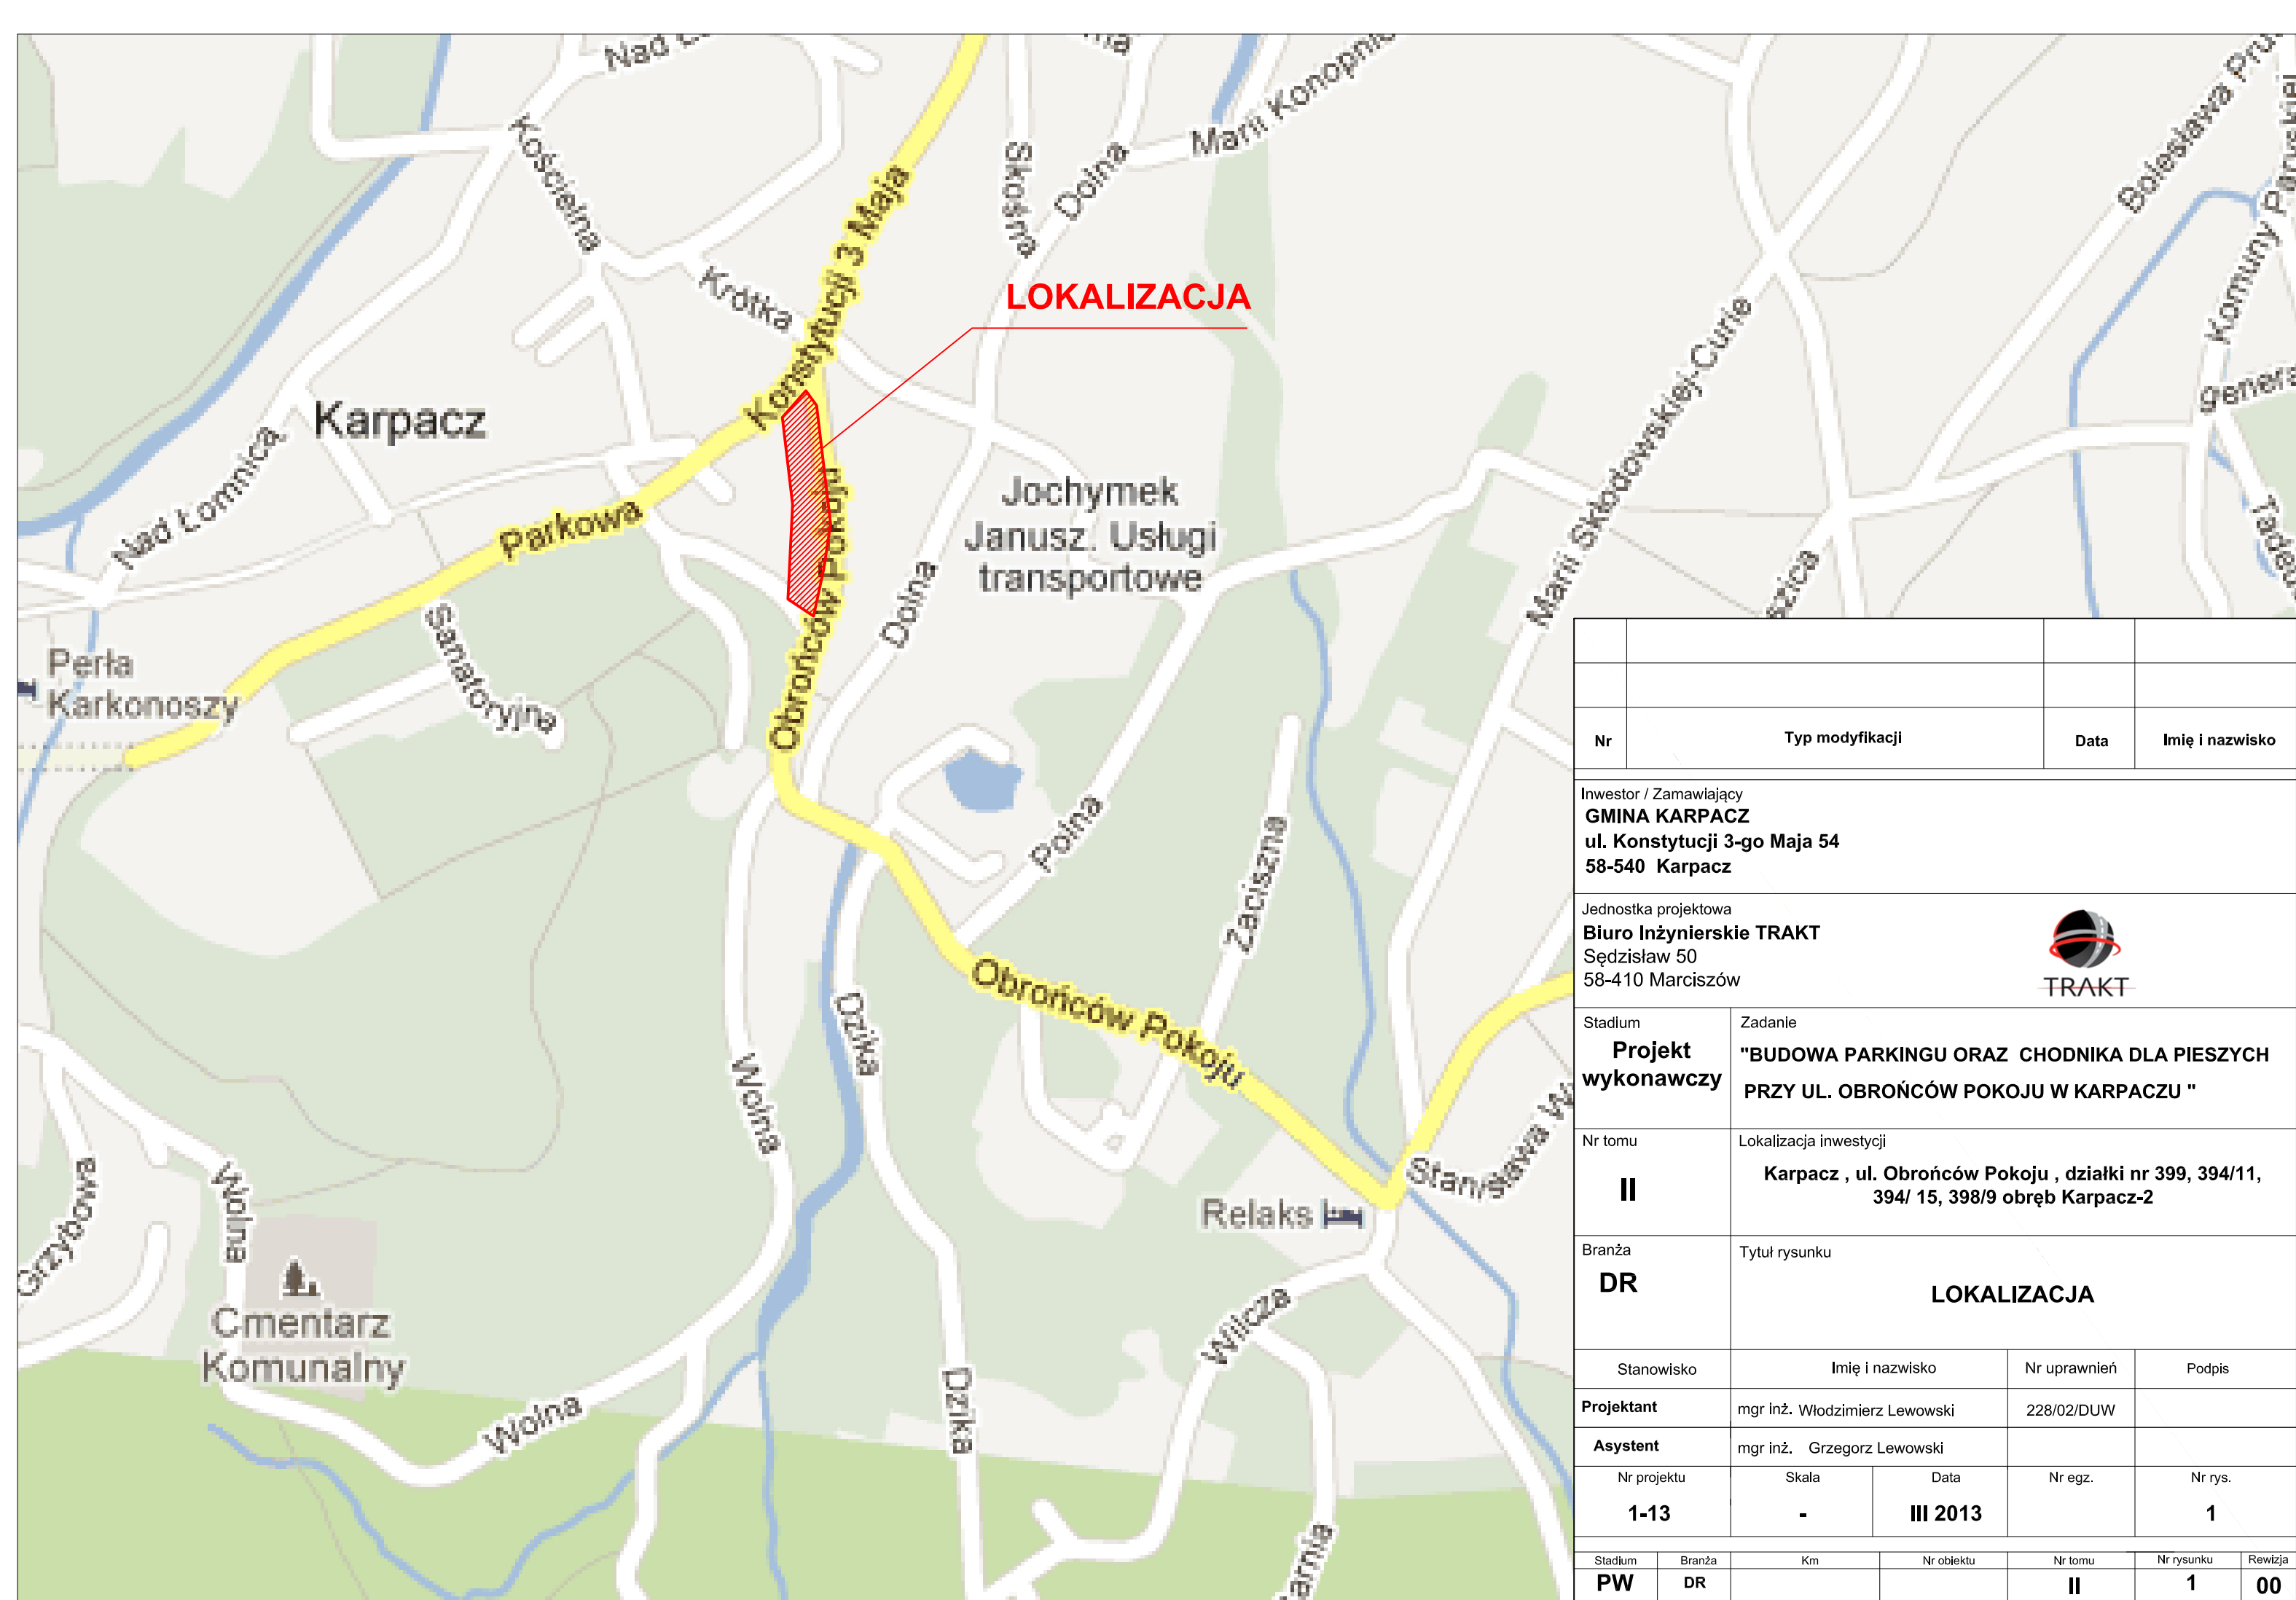 Kościelna
Konstytucji 3 Maja
Skośna
Dolna
Krótka
LOKALIZACJA
Karpacz
Nad Łomnicą
Parkowa
Jochymek
Janusz. Usługi
transportowe
Marii Skłodowskiej-Curie
Obrońców Pokoju
Dolna
Sanatoryjna
Perła
Karkonoszy
Polna
Zaciszna
Obrońców Pokoju
Dzika
Wolna
Grzybowa
Wolna
Relaks
Cmentarz
Komunalny
Wilcza
Wolna
Dzika
Nr
Typ modyfikacji
Data
Imię i nazwisko
Inwestor / Zamawiający
GMINA KARPACZ
ul. Konstytucji 3-go Maja 54
58-540 Karpacz
Jednostka projektowa
Biuro Inżynierskie TRAKT
Sędzisław 50
58-410 Marciszów
TRAKT
Stadium
Projekt
wykonawczy
Zadanie
"BUDOWA PARKINGU ORAZ CHODNIKA DLA PIESZYCH
PRZY UL. OBROŃCÓW POKOJU W KARPACZU "
Nr tomu
II
Lokalizacja inwestycji
Karpacz , ul. Obrońców Pokoju , działki nr 399, 394/11,
394/ 15, 398/9 obręb Karpacz-2
Branża
DR
Tytuł rysunku
LOKALIZACJA
Stanowisko Imię i nazwisko Nr uprawnień Podpis
Projektant mgr inż. Włodzimierz Lewowski 228/02/DUW
Asystent mgr inż. Grzegorz Lewowski
Nr projektu Skala Data Nr egz. Nr rys.
1-13 - III 2013 1
Stadium Branża Km Nr obiektu Nr tomu Nr rysunku Rewizja
PW DR II 1 00